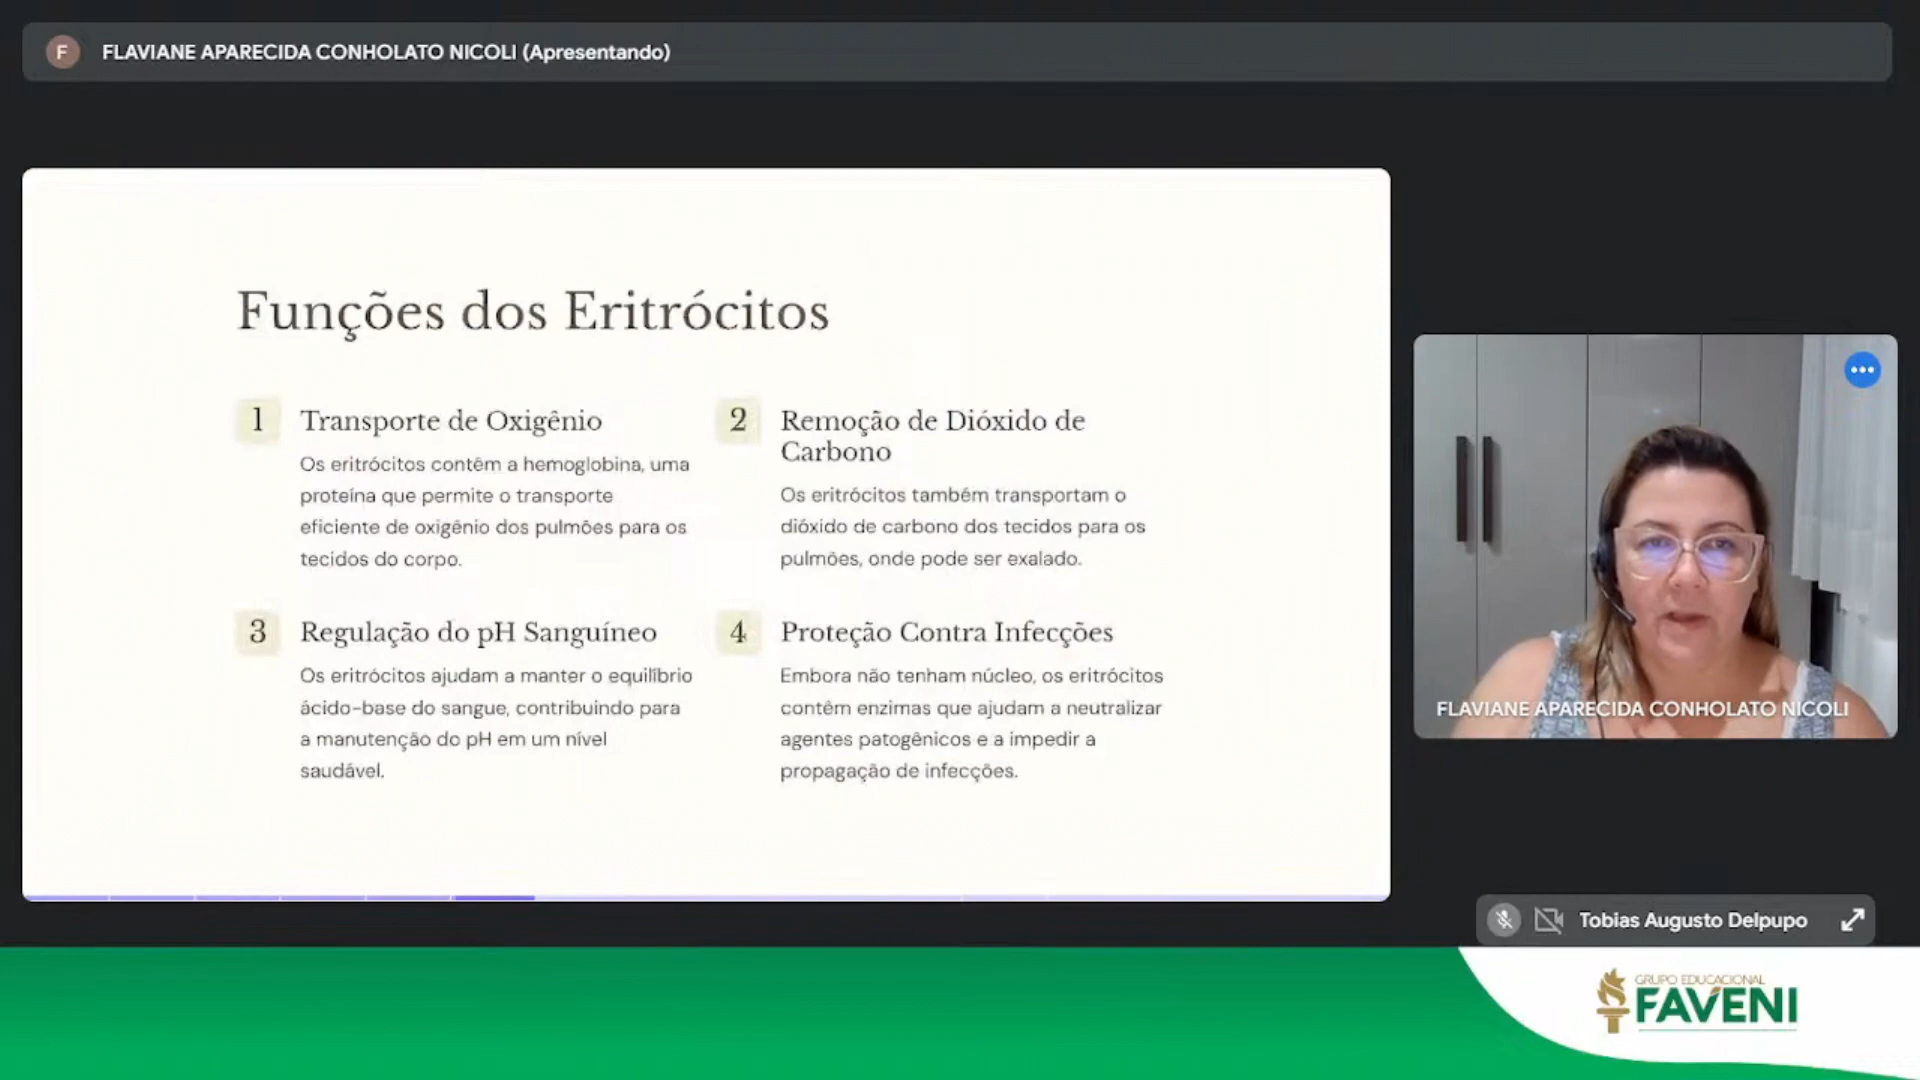 F
FLAVIANE APARECIDA CONHOLATO NICOLI (Apresentando)
Funções dos Eritrócitos
1
Transporte de Oxigênio
Os eritrócitos contêm a hemoglobina, uma
proteína que permite o transporte
eficiente de oxigênio dos pulmões para os
tecidos do corpo.
2
Remoção de Dióxido de
Carbono
Os eritrócitos também transportam o
dióxido de carbono dos tecidos para os
pulmões, onde pode ser exalado.
3
Regulação do pH Sanguíneo
Os eritrócitos ajudam a manter o equilíbrio
ácido-base do sangue, contribuindo para
a manutenção do pH em um nível
saudável.
4
Proteção Contra Infecções
Embora não tenham núcleo, os eritrócitos
contêm enzimas que ajudam a neutralizar
agentes patogênicos e a impedir a
propagação de infecções.
FLAVIANE APARECIDA CONHOLATO NICOLI
Tobias Augusto Delpupo
GRUPO EDUCACIONAL
FAVENI